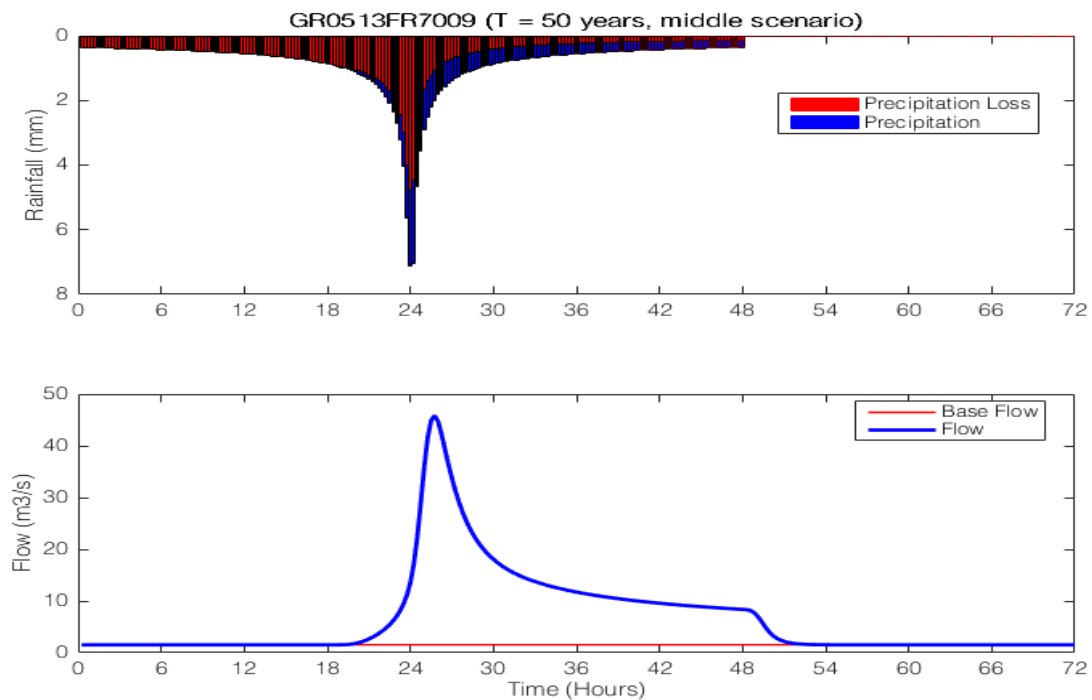 GR0513FR7009 (T = 50 years, middle scenario)
Rainfall (mm)
0
2
4
6
8
Precipitation Loss
Precipitation
0 6 12 18 24 30 36 42 48 54 60 66 72
Flow (m3/s)
50
40
30
20
10
0
Base Flow
Flow
0 6 12 18 24 30 36 42 48 54 60 66 72
Time (Hours)